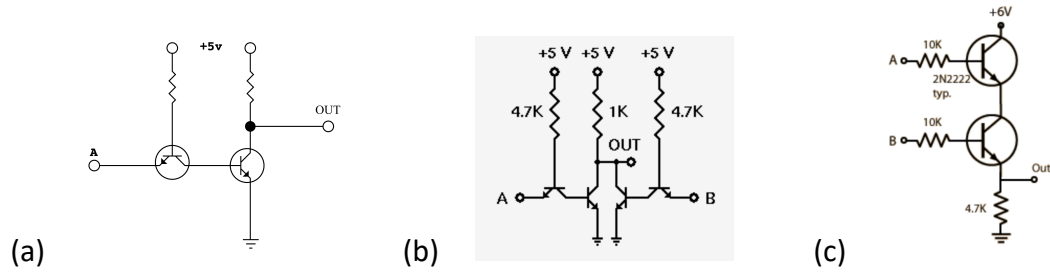 +5v
OUT
A
(a)
+5 V +5 V +5 V
4.7K 1K 4.7K
OUT
A B
(b)
+6V
10K
A
2N2222
typ.
10K
B
Out
4.7K
(c)